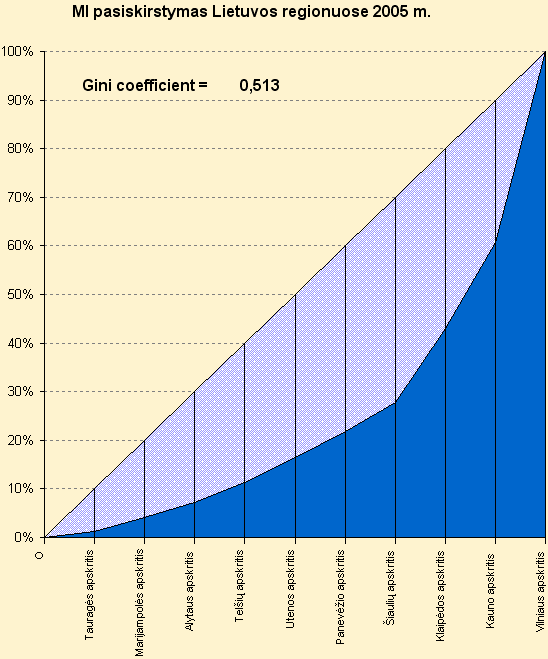 MI pasiskirstymas Lietuvos regionuose 2005 m.
Gini coefficient = 0,513
100%
90%
80%
70%
60%
50%
40%
30%
20%
10%
0%
O
Tauragės apskritis
Marijampolės apskritis
Alytaus apskritis
Telšių apskritis
Utenos apskritis
Panevėžio apskritis
Šiaulių apskritis
Klaipėdos apskritis
Kauno apskritis
Vilniaus apskritis